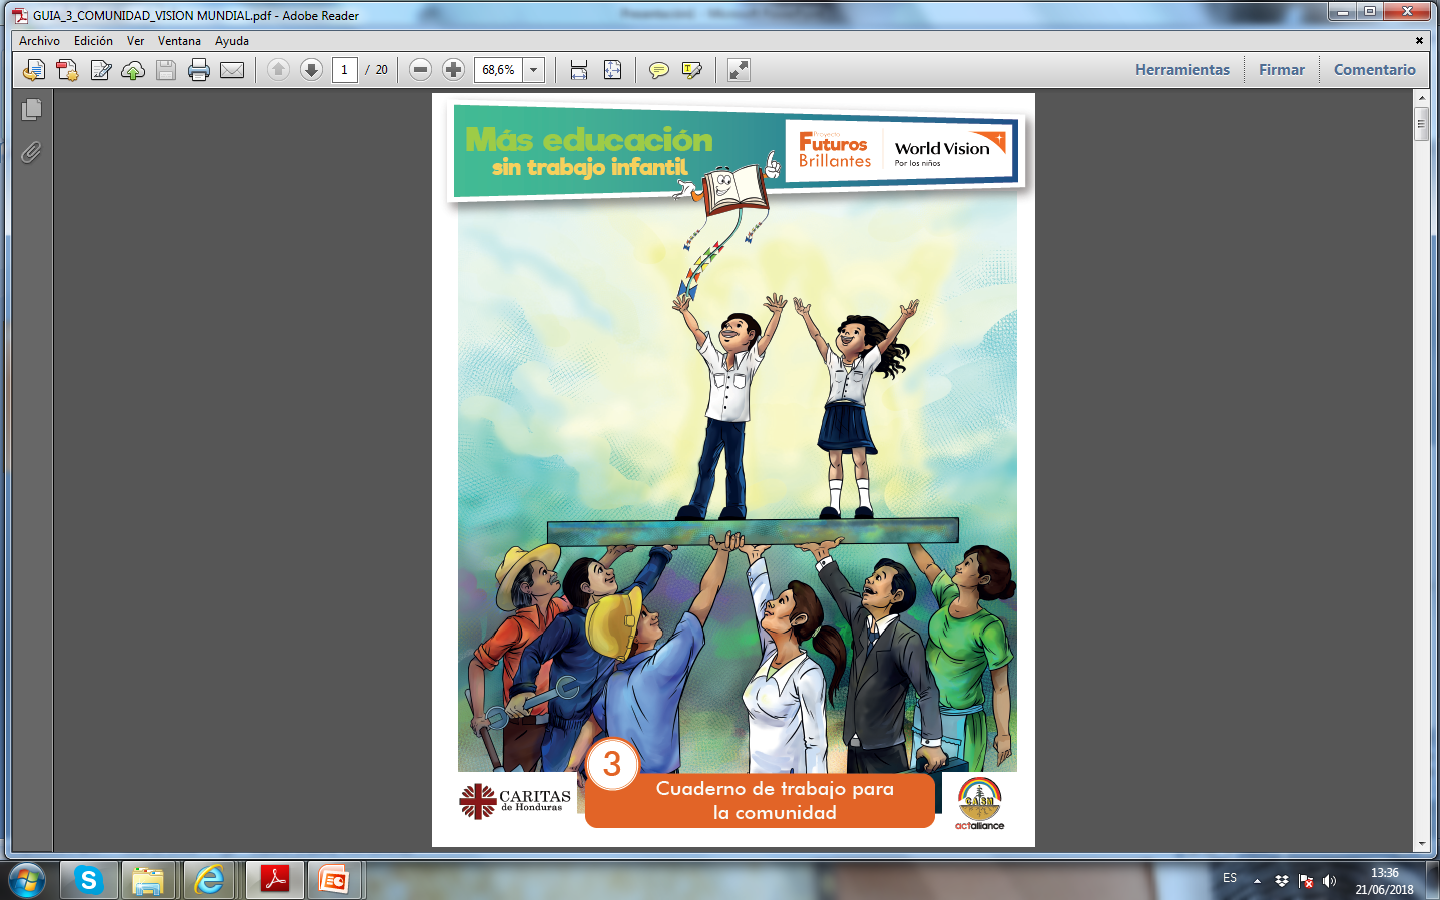 GUIA_3_COMUNIDAD_VISION MUNDIAL.pdf - Adobe Reader
Archivo Edición Ver Ventana Ayuda
1 / 20 68,6% Herramientas Firmar Comentario
Más educación
sin trabajo infantil
Proyecto
Futuros
Brillantes
World Vision
Por los niños
3
Cuaderno de trabajo para
la comunidad
CARITAS
de Honduras
actalliance
ES
13:36
21/06/2018